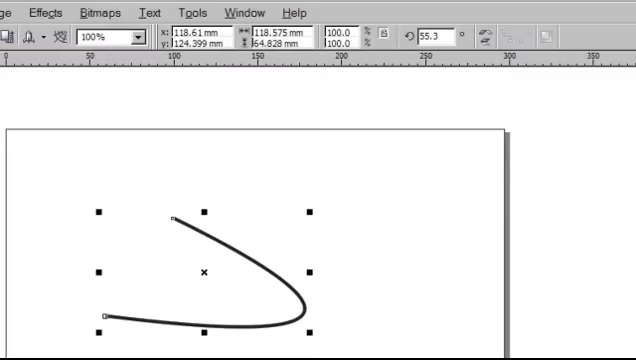 ge Effects Bitmaps Text Tools Window Help
100% x: 118.61 mm 118.575 mm 100.0 % 55.3 °
y: 124.399 mm 64.828 mm 100.0 %
0 50 100 150 200 250 300 350